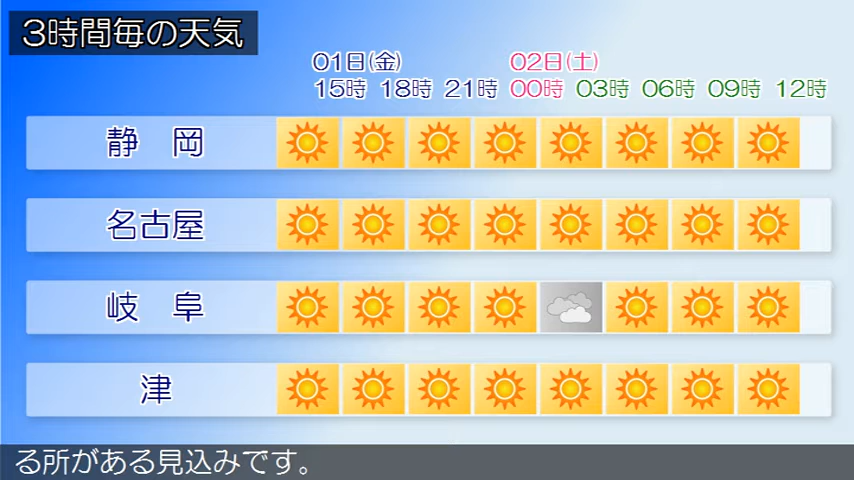 3時間毎の天気
01日(金) 02日(土)
15時 18時 21時 00時 03時 06時 09時 12時
静　岡
名古屋
岐　阜
津
る所がある見込みです。